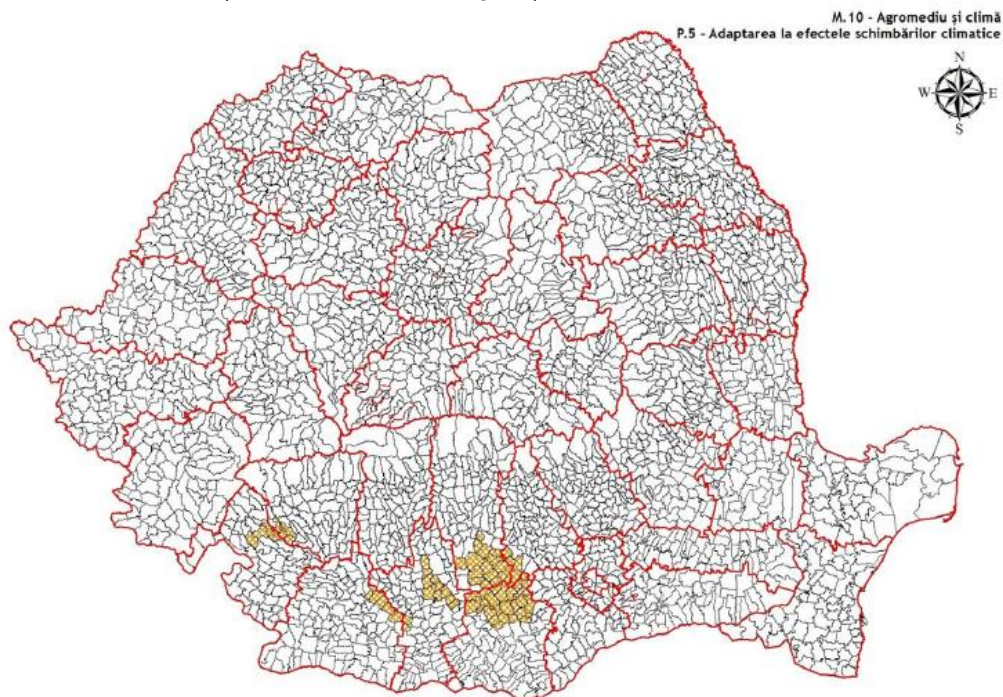 M.10 - Agromediu și climă
P.5 - Adaptarea la efectele schimbărilor climatice
N
W E
S